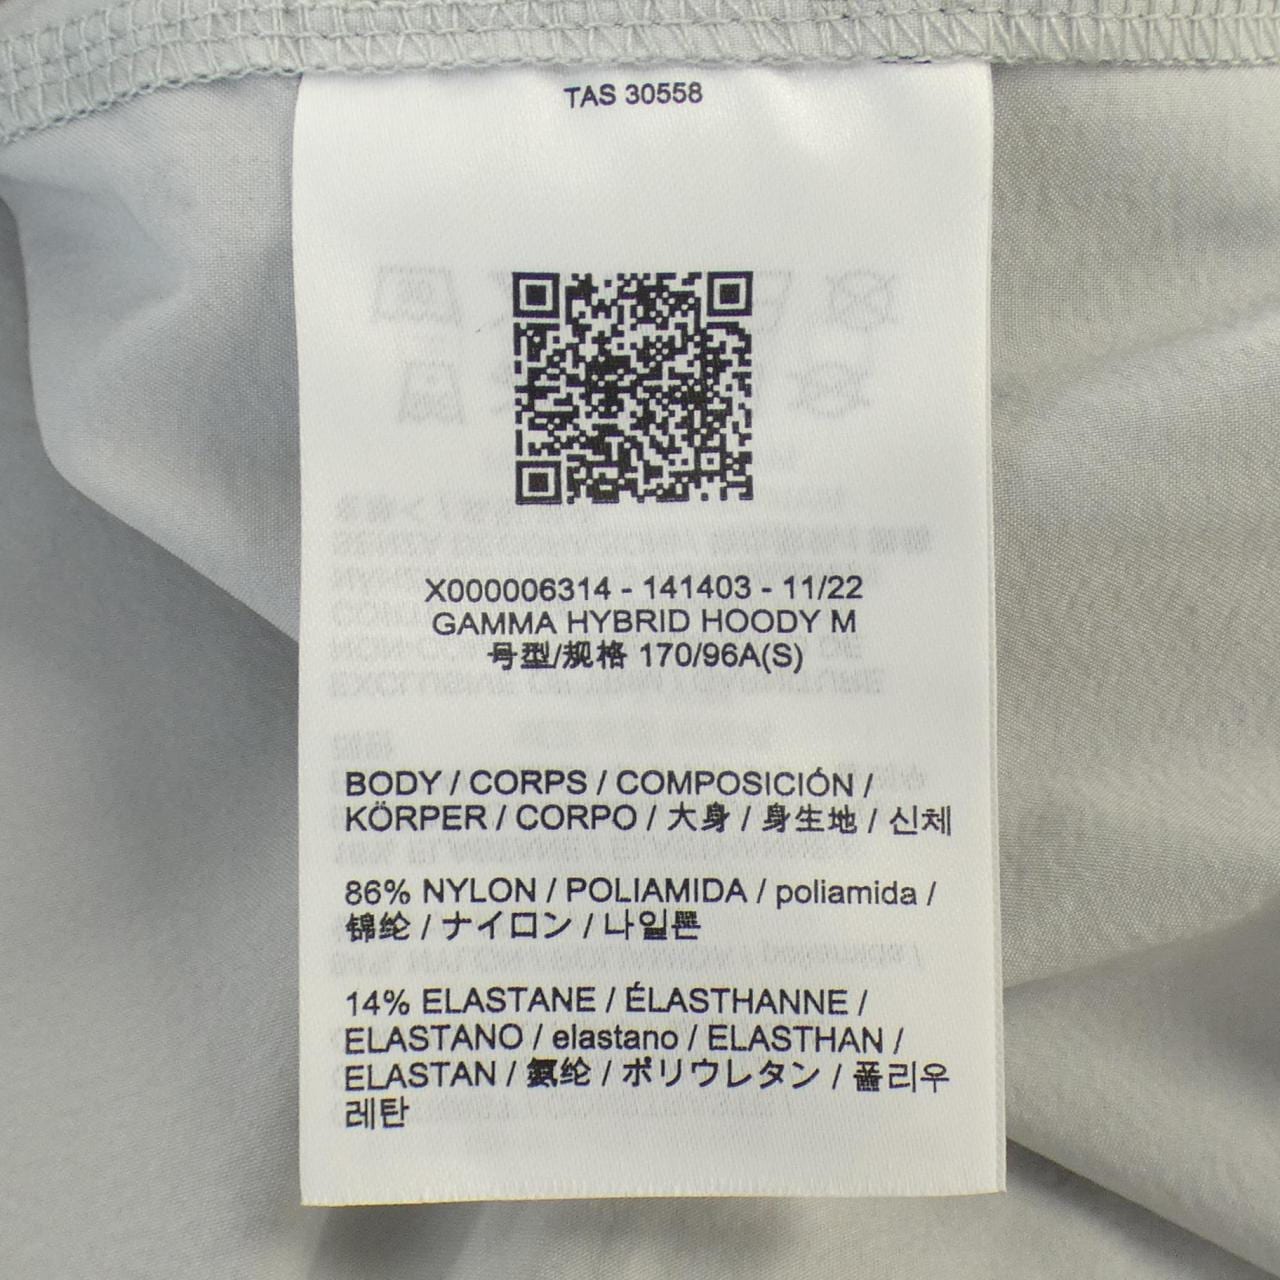 TAS 30558
X000006314 - 141403 - 11/22
GAMMA HYBRID HOODY M
号型/规格 170/96A(S)
BODY / CORPS / COMPOSICIÓN /
KÖRPER / CORPO / 大身 / 身生地 / 신체
86% NYLON / POLIAMIDA / poliamida /
锦纶 / ナイロン / 나일론
14% ELASTANE / ÉLASTHANNE /
ELASTANO / elastano / ELASTHAN /
ELASTAN / 氨纶 / ポリウレタン / 폴리우
레탄